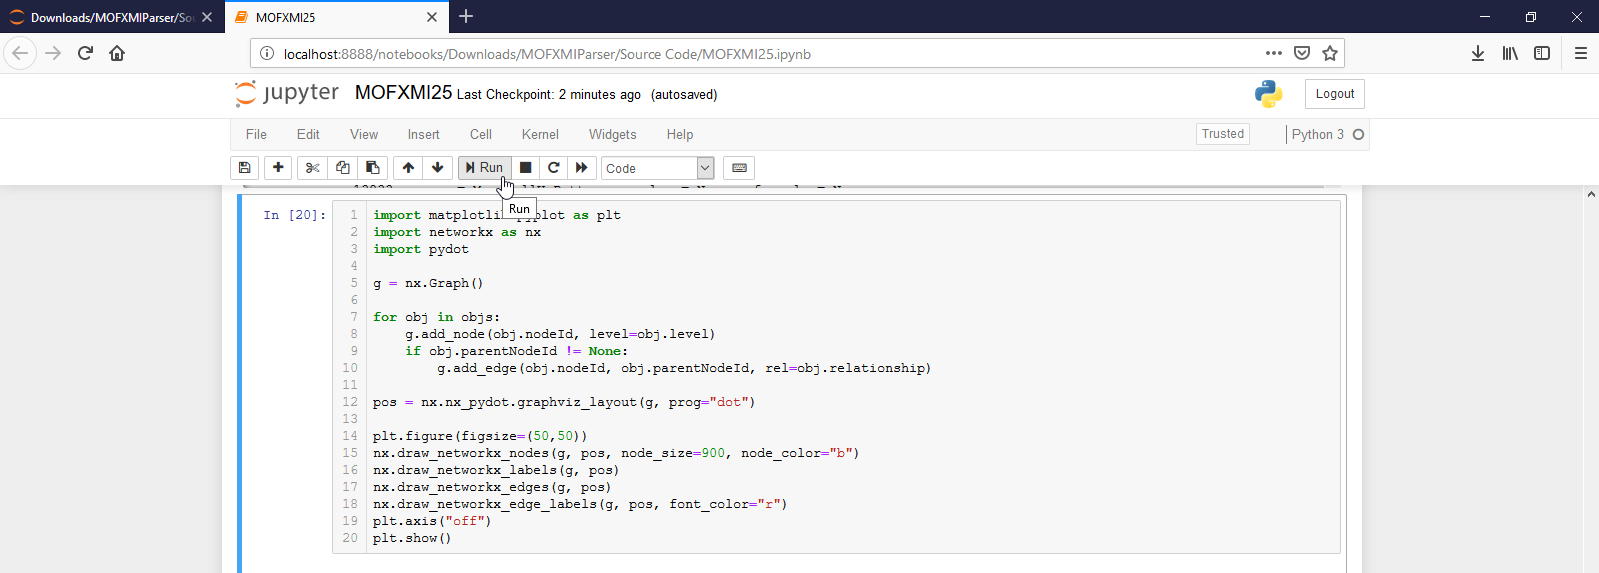 Downloads/MOFXMIParser/Sou
MOFXMI25
localhost:8888/notebooks/Downloads/MOFXMIParser/Source Code/MOFXMI25.ipynb
jupyter MOFXMI25 Last Checkpoint: 2 minutes ago (autosaved)
Logout
File Edit View Insert Cell Kernel Widgets Help
Trusted
Python 3
Run
Code
Run
In [20]:
1 import matplotlib.pyplot as plt
2 import networkx as nx
3 import pydot
4
5 g = nx.Graph()
6
7 for obj in objs:
8     g.add_node(obj.nodeId, level=obj.level)
9     if obj.parentNodeId != None:
10         g.add_edge(obj.nodeId, obj.parentNodeId, rel=obj.relationship)
11
12 pos = nx.nx_pydot.graphviz_layout(g, prog="dot")
13
14 plt.figure(figsize=(50,50))
15 nx.draw_networkx_nodes(g, pos, node_size=900, node_color="b")
16 nx.draw_networkx_labels(g, pos)
17 nx.draw_networkx_edges(g, pos)
18 nx.draw_networkx_edge_labels(g, pos, font_color="r")
19 plt.axis("off")
20 plt.show()